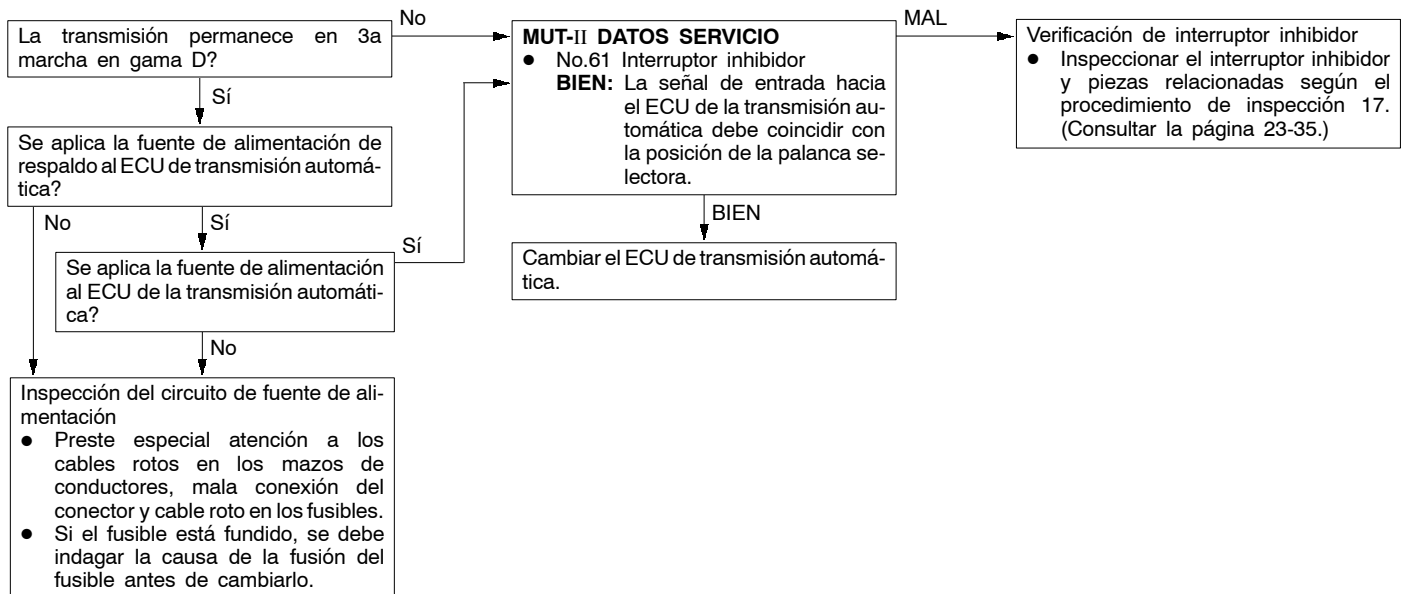 La transmisión permanece en 3a
marcha en gama D?
No
Sí
Se aplica la fuente de alimentación de
respaldo al ECU de transmisión automá-
tica?
No
Sí
Se aplica la fuente de alimentación
al ECU de la transmisión automáti-
ca?
Sí
No
Inspección del circuito de fuente de ali-
mentación
● Preste especial atención a los
cables rotos en los mazos de
conductores, mala conexión del
conector y cable roto en los fusibles.
● Si el fusible está fundido, se debe
indagar la causa de la fusión del
fusible antes de cambiarlo.
MUT-II DATOS SERVICIO
● No.61 Interruptor inhibidor
BIEN: La señal de entrada hacia
el ECU de la transmisión au-
tomática debe coincidir con
la posición de la palanca se-
lectora.
MAL
BIEN
Cambiar el ECU de transmisión automá-
tica.
Verificación de interruptor inhibidor
● Inspeccionar el interruptor inhibidor
y piezas relacionadas según el
procedimiento de inspección 17.
(Consultar la página 23-35.)